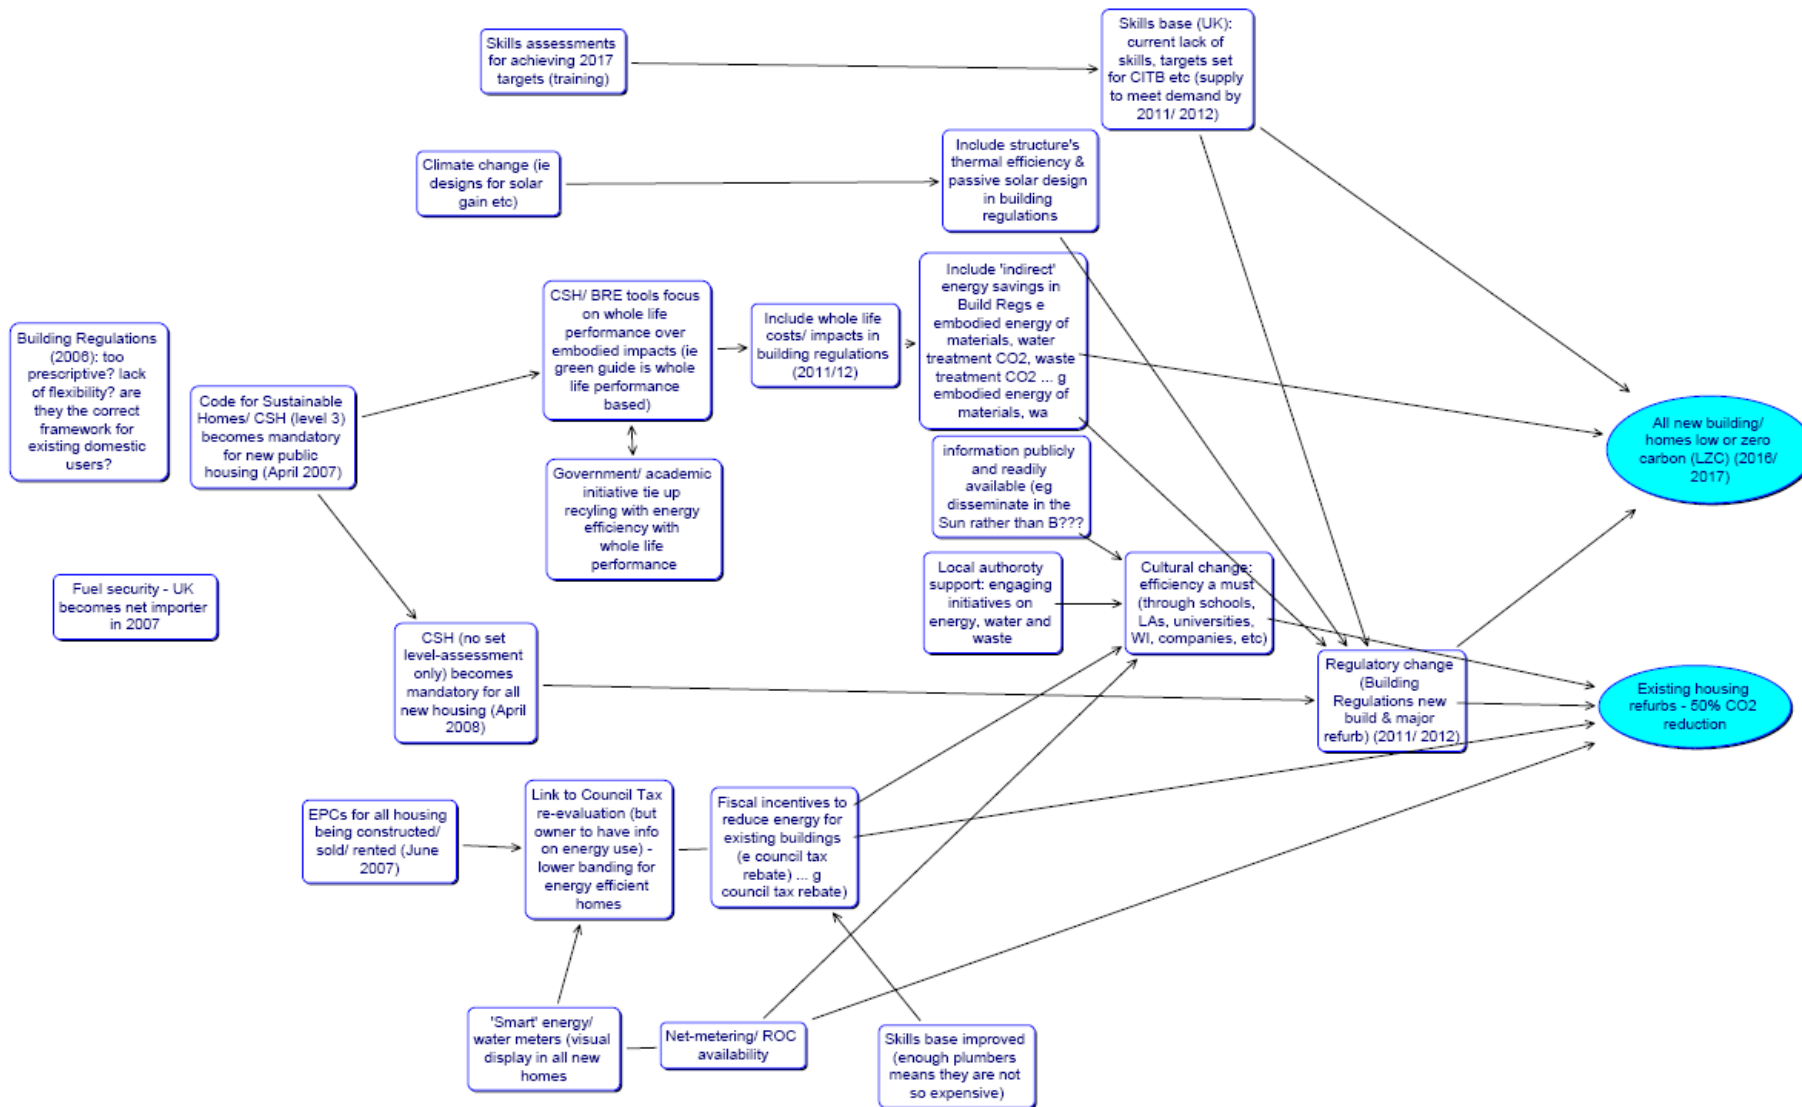 Skills assessments
for achieving 2017
targets (training)
Skills base (UK):
current lack of
skills, targets set
for CITB etc (supply
to meet demand by
2011/ 2012)
Climate change (ie
designs for solar
gain etc)
Include structure's
thermal efficiency &
passive solar design
in building
regulations
Building Regulations
(2006): too
prescriptive? lack
of flexibility? are
they the correct
framework for
existing domestic
users?
Code for Sustainable
Homes/ CSH (level 3)
becomes mandatory
for new public
housing (April 2007)
CSH/ BRE tools focus
on whole life
performance over
embodied impacts (ie
green guide is whole
life performance
based)
Include whole life
costs/ impacts in
building regulations
(2011/12)
Include 'indirect'
energy savings in
Build Regs e
embodied energy of
materials, water
treatment CO2, waste
treatment CO2 ... g
embodied energy of
materials, wa
All new building/
homes low or zero
carbon (LZC) (2016/
2017)
Government/ academic
initiative tie up
recyling with energy
efficiency with
whole life
performance
information publicly
and readily
available (eg
disseminate in the
Sun rather than B???
Fuel security - UK
becomes net importer
in 2007
Local authoroty
support: engaging
initiatives on
energy, water and
waste
Cultural change:
efficiency a must
(through schools,
LAs, universities,
WI, companies, etc)
CSH (no set
level-assessment
only) becomes
mandatory for all
new housing (April
2008)
Regulatory change
(Building
Regulations new
build & major
refurb) (2011/ 2012)
Existing housing
refurbs - 50% CO2
reduction
EPCs for all housing
being constructed/
sold/ rented (June
2007)
Link to Council Tax
re-evaluation (but
owner to have info
on energy use) -
lower banding for
energy efficient
homes
Fiscal incentives to
reduce energy for
existing buildings
(e council tax
rebate) ... g
council tax rebate)
'Smart' energy/
water meters (visual
display in all new
homes
Net-metering/ ROC
availability
Skills base improved
(enough plumbers
means they are not
so expensive)